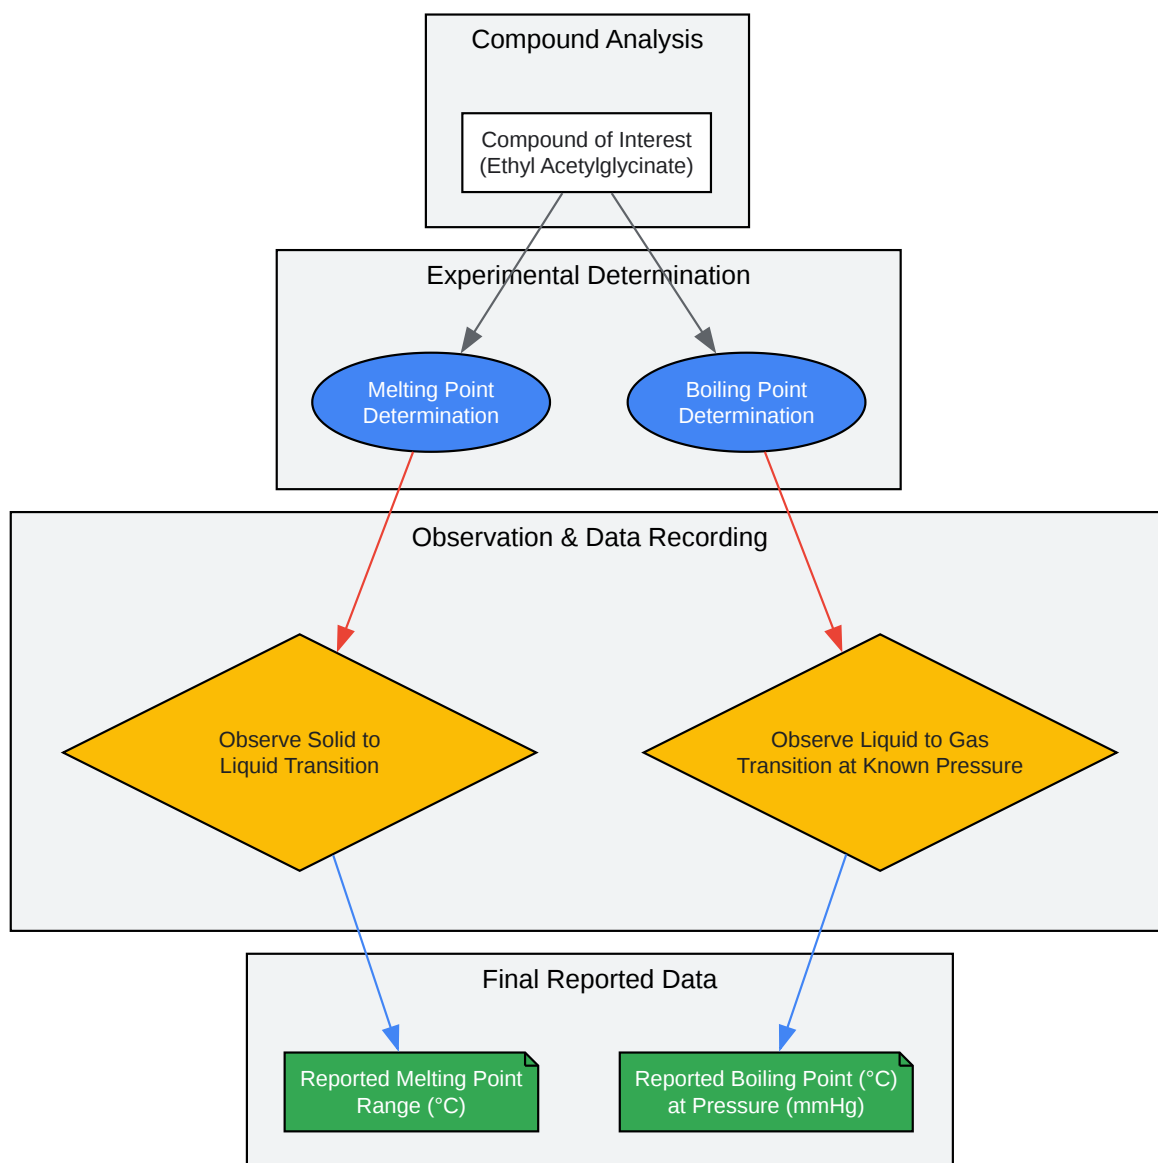 Compound Analysis
Compound of Interest
(Ethyl Acetylglycinate)
Experimental Determination
Melting Point
Determination
Boiling Point
Determination
Observation & Data Recording
Observe Solid to
Liquid Transition
Observe Liquid to Gas
Transition at Known Pressure
Final Reported Data
Reported Melting Point
Range (°C)
Reported Boiling Point (°C)
at Pressure (mmHg)